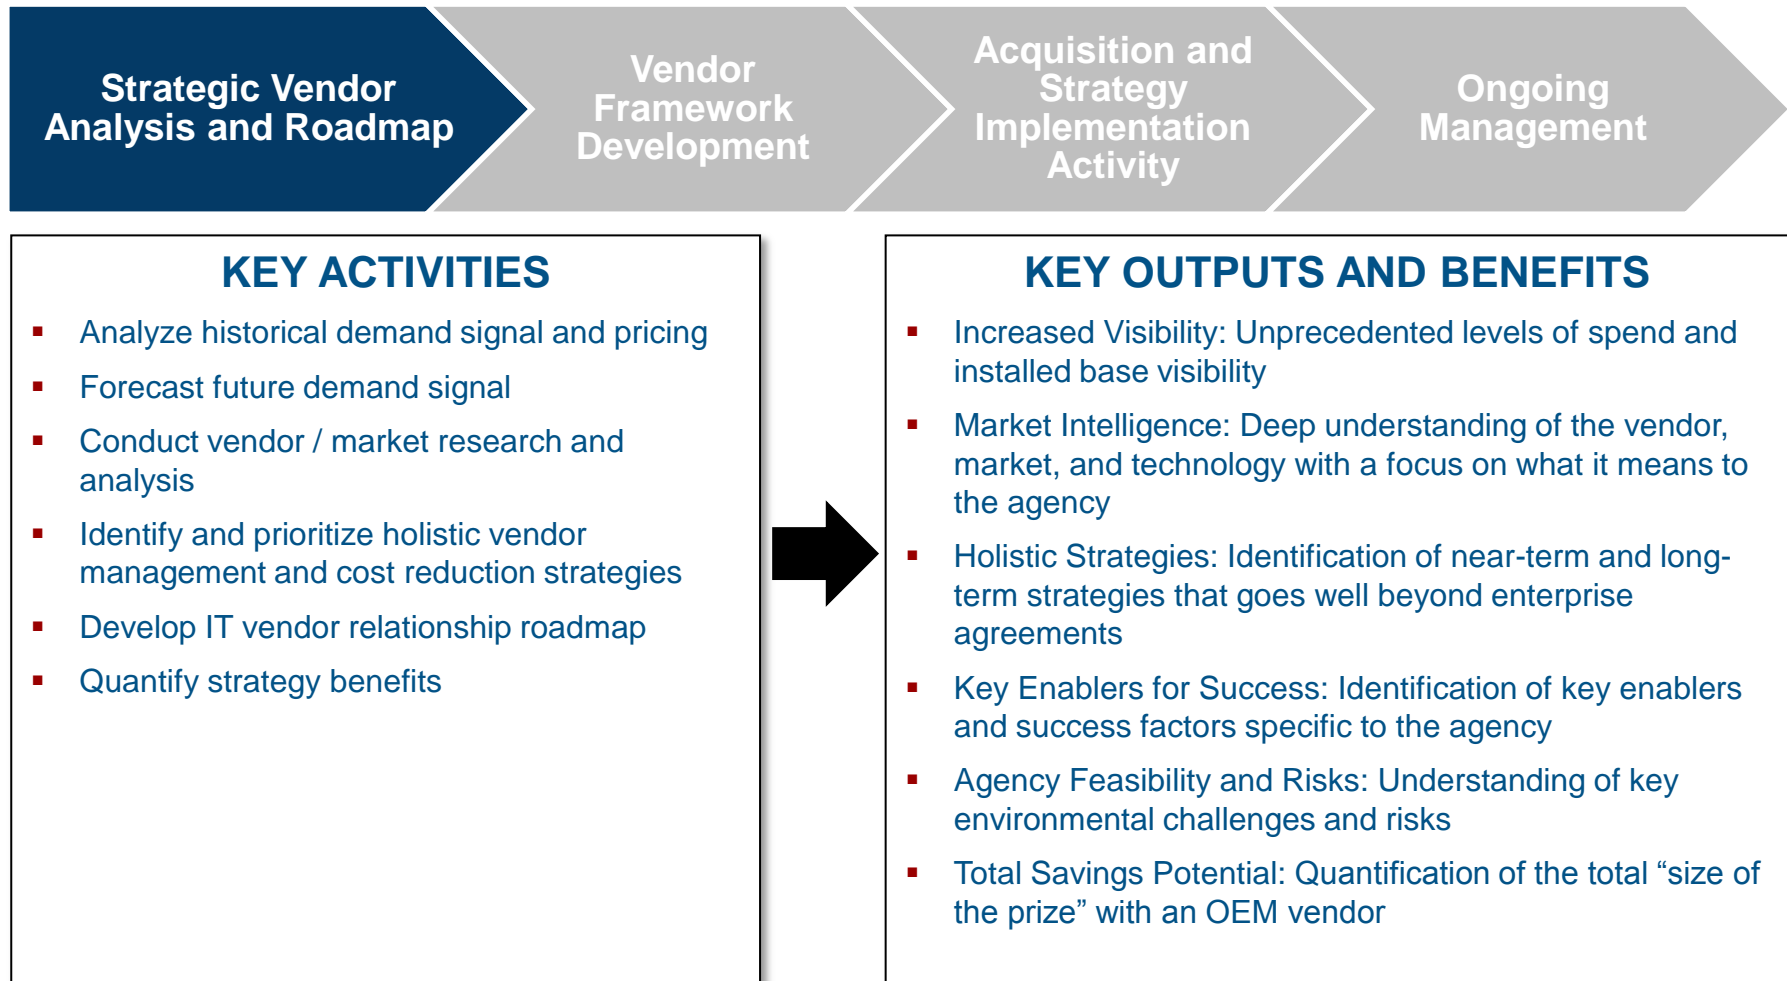 Strategic Vendor
Analysis and Roadmap
Vendor
Framework
Development
Acquisition and
Strategy
Implementation
Activity
Ongoing
Management
KEY ACTIVITIES
▪ Analyze historical demand signal and pricing
▪ Forecast future demand signal
▪ Conduct vendor / market research and
analysis
▪ Identify and prioritize holistic vendor
management and cost reduction strategies
▪ Develop IT vendor relationship roadmap
▪ Quantify strategy benefits
KEY OUTPUTS AND BENEFITS
▪ Increased Visibility: Unprecedented levels of spend and
installed base visibility
▪ Market Intelligence: Deep understanding of the vendor,
market, and technology with a focus on what it means to
the agency
▪ Holistic Strategies: Identification of near-term and long-
term strategies that goes well beyond enterprise
agreements
▪ Key Enablers for Success: Identification of key enablers
and success factors specific to the agency
▪ Agency Feasibility and Risks: Understanding of key
environmental challenges and risks
▪ Total Savings Potential: Quantification of the total “size of
the prize” with an OEM vendor